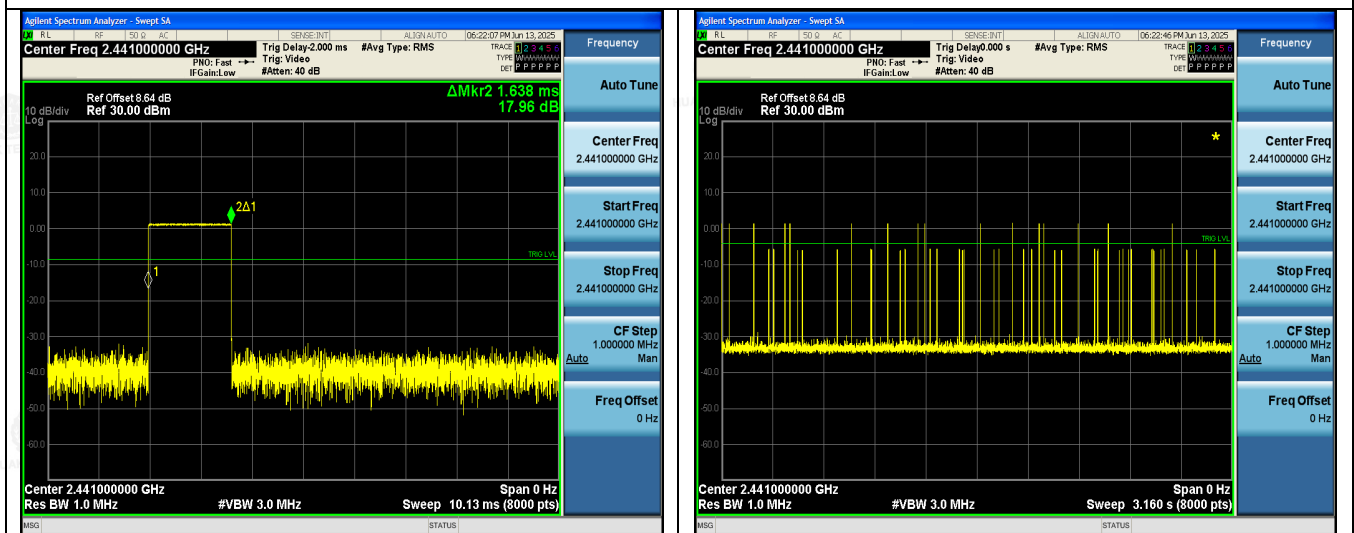 Agilent Spectrum Analyzer - Swept SA
LXI RL RF 50 Ω AC SENSE:INT ALIGN AUTO 06:22:07 PM Jun 13, 2025
Center Freq 2.441000000 GHz
PNO: Fast
IFGain:Low
Trig Delay-2.000 ms
Trig: Video
#Atten: 40 dB
#Avg Type: RMS
TRACE 1 2 3 4 5 6
TYPE WWWWWW
DET P P P P P P
Ref Offset 8.64 dB
10 dB/div Ref 30.00 dBm
Log
ΔMkr2 1.638 ms
17.96 dB
20.0
10.0
0.00
-10.0
-20.0
-30.0
-40.0
-50.0
-60.0
2Δ1
1
TRIG LVL
Center 2.441000000 GHz Span 0 Hz
Res BW 1.0 MHz #VBW 3.0 MHz Sweep 10.13 ms (8000 pts)
MSG STATUS
Frequency
Auto Tune
Center Freq
2.441000000 GHz
Start Freq
2.441000000 GHz
Stop Freq
2.441000000 GHz
CF Step
1.000000 MHz
Auto Man
Freq Offset
0 Hz
Agilent Spectrum Analyzer - Swept SA
LXI RL RF 50 Ω AC SENSE:INT ALIGN AUTO 06:22:46 PM Jun 13, 2025
Center Freq 2.441000000 GHz
PNO: Fast
IFGain:Low
Trig Delay0.000 s
Trig: Video
#Atten: 40 dB
#Avg Type: RMS
TRACE 1 2 3 4 5 6
TYPE WWWWWW
DET P P P P P P
Ref Offset 8.64 dB
10 dB/div Ref 30.00 dBm
Log
*
20.0
10.0
0.00
-10.0
-20.0
-30.0
-40.0
-50.0
-60.0
TRIG LVL
Center 2.441000000 GHz Span 0 Hz
Res BW 1.0 MHz #VBW 3.0 MHz Sweep 3.160 s (8000 pts)
MSG STATUS
Frequency
Auto Tune
Center Freq
2.441000000 GHz
Start Freq
2.441000000 GHz
Stop Freq
2.441000000 GHz
CF Step
1.000000 MHz
Auto Man
Freq Offset
0 Hz